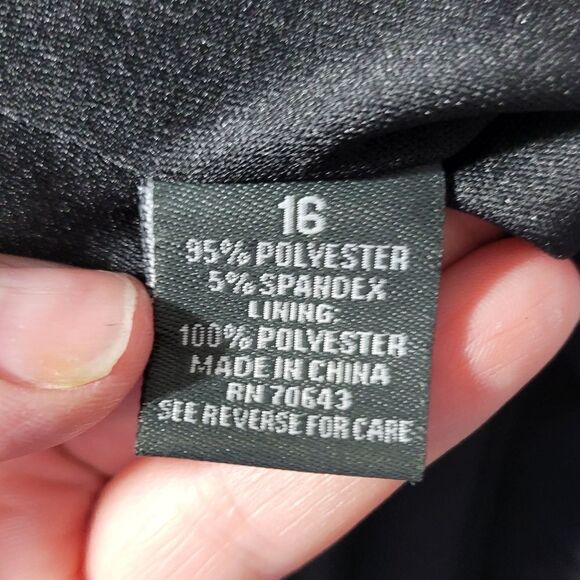 16
95% POLYESTER
5% SPANDEX
LINING:
100% POLYESTER
MADE IN CHINA
RN 70643
SEE REVERSE FOR CARE